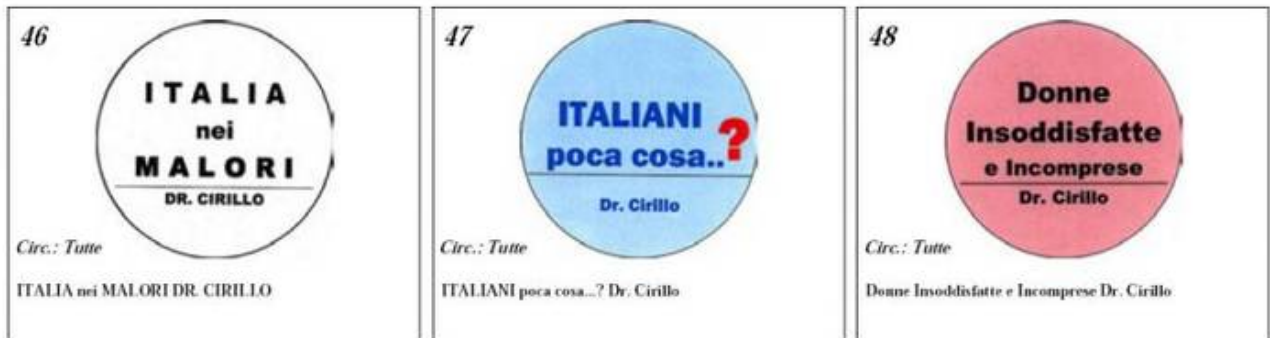 46
ITALIA
nei
MALORI
DR. CIRILLO
Circ.: Tutte
ITALIA nei MALORI DR. CIRILLO
47
ITALIANI
poca cosa..?
Dr. Cirillo
Circ.: Tutte
ITALIANI poca cosa...? Dr. Cirillo
48
Donne
Insoddisfatte
e Incomprese
Dr. Cirillo
Circ.: Tutte
Donne Insoddisfatte e Incomprese Dr. Cirillo